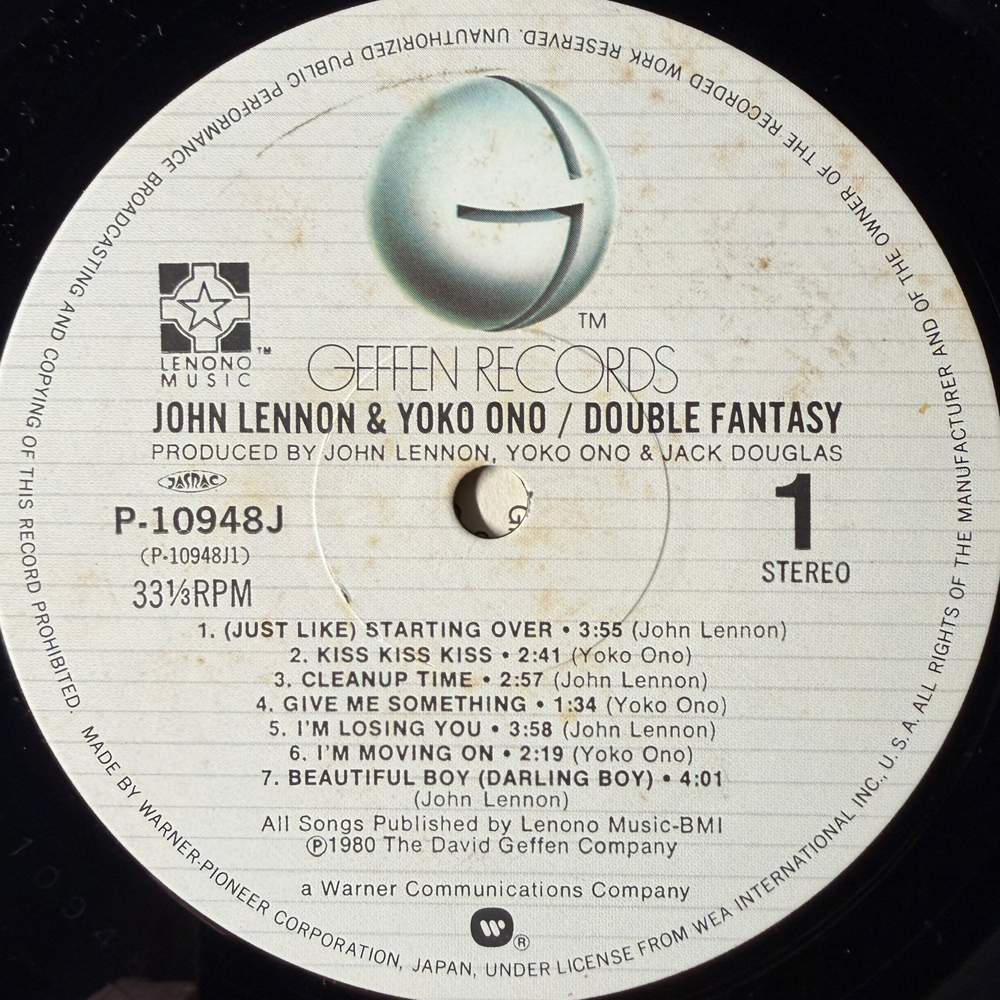 ALL RIGHTS OF THE MANUFACTURER AND OF THE OWNER OF THE RECORDED WORK RESERVED. UNAUTHORIZED PUBLIC PERFORMANCE BROADCASTING AND COPYING OF THIS RECORD PROHIBITED.
TM
LENONO
MUSIC
TM
GEFFEN RECORDS
JOHN LENNON & YOKO ONO / DOUBLE FANTASY
PRODUCED BY JOHN LENNON, YOKO ONO & JACK DOUGLAS
JASRAC
P-10948J
(P-10948J1)
33⅓RPM
1
STEREO
1. (JUST LIKE) STARTING OVER • 3:55 (John Lennon)
2. KISS KISS KISS • 2:41 (Yoko Ono)
3. CLEANUP TIME • 2:57 (John Lennon)
4. GIVE ME SOMETHING • 1:34 (Yoko Ono)
5. I'M LOSING YOU • 3:58 (John Lennon)
6. I'M MOVING ON • 2:19 (Yoko Ono)
7. BEAUTIFUL BOY (DARLING BOY) • 4:01
(John Lennon)
All Songs Published by Lenono Music-BMI
℗1980 The David Geffen Company
a Warner Communications Company
®
MADE BY WARNER-PIONEER CORPORATION, JAPAN, UNDER LICENSE FROM WEA INTERNATIONAL INC., U. S. A.